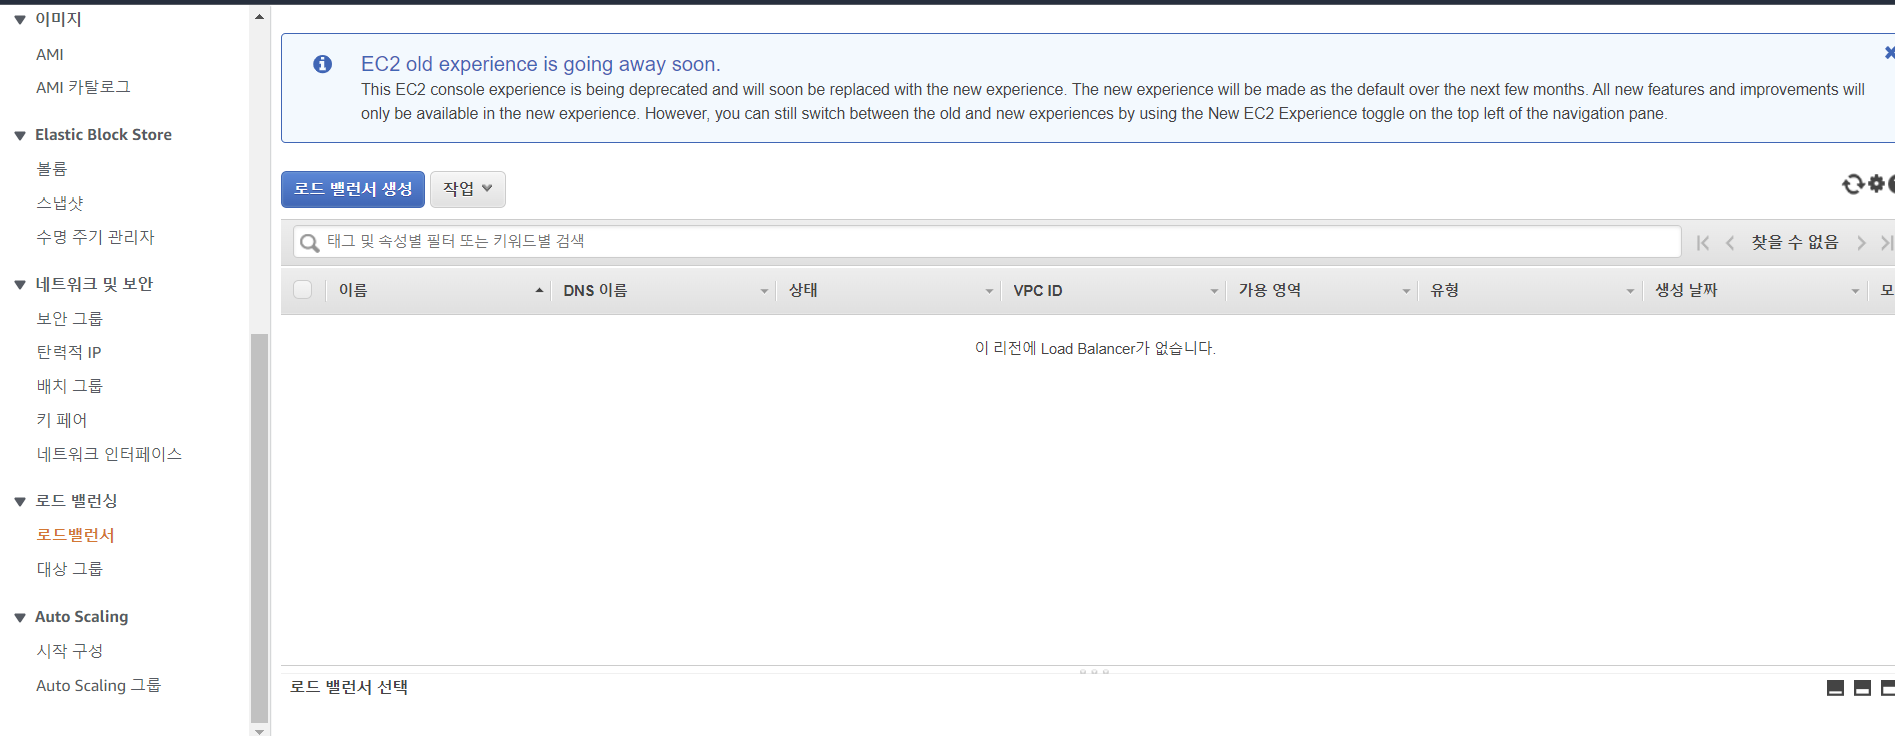 이미지
AMI
AMI 카탈로그
Elastic Block Store
볼륨
스냅샷
수명 주기 관리자
네트워크 및 보안
보안 그룹
탄력적 IP
배치 그룹
키 페어
네트워크 인터페이스
로드 밸런싱
로드밸런서
대상 그룹
Auto Scaling
시작 구성
Auto Scaling 그룹
EC2 old experience is going away soon.
This EC2 console experience is being deprecated and will soon be replaced with the new experience. The new experience will be made as the default over the next few months. All new features and improvements will
only be available in the new experience. However, you can still switch between the old and new experiences by using the New EC2 Experience toggle on the top left of the navigation pane.
로드 밸런서 생성 작업
태그 및 속성별 필터 또는 키워드별 검색 찾을 수 없음
이름 DNS 이름 상태 VPC ID 가용 영역 유형 생성 날짜 모
이 리전에 Load Balancer가 없습니다.
로드 밸런서 선택